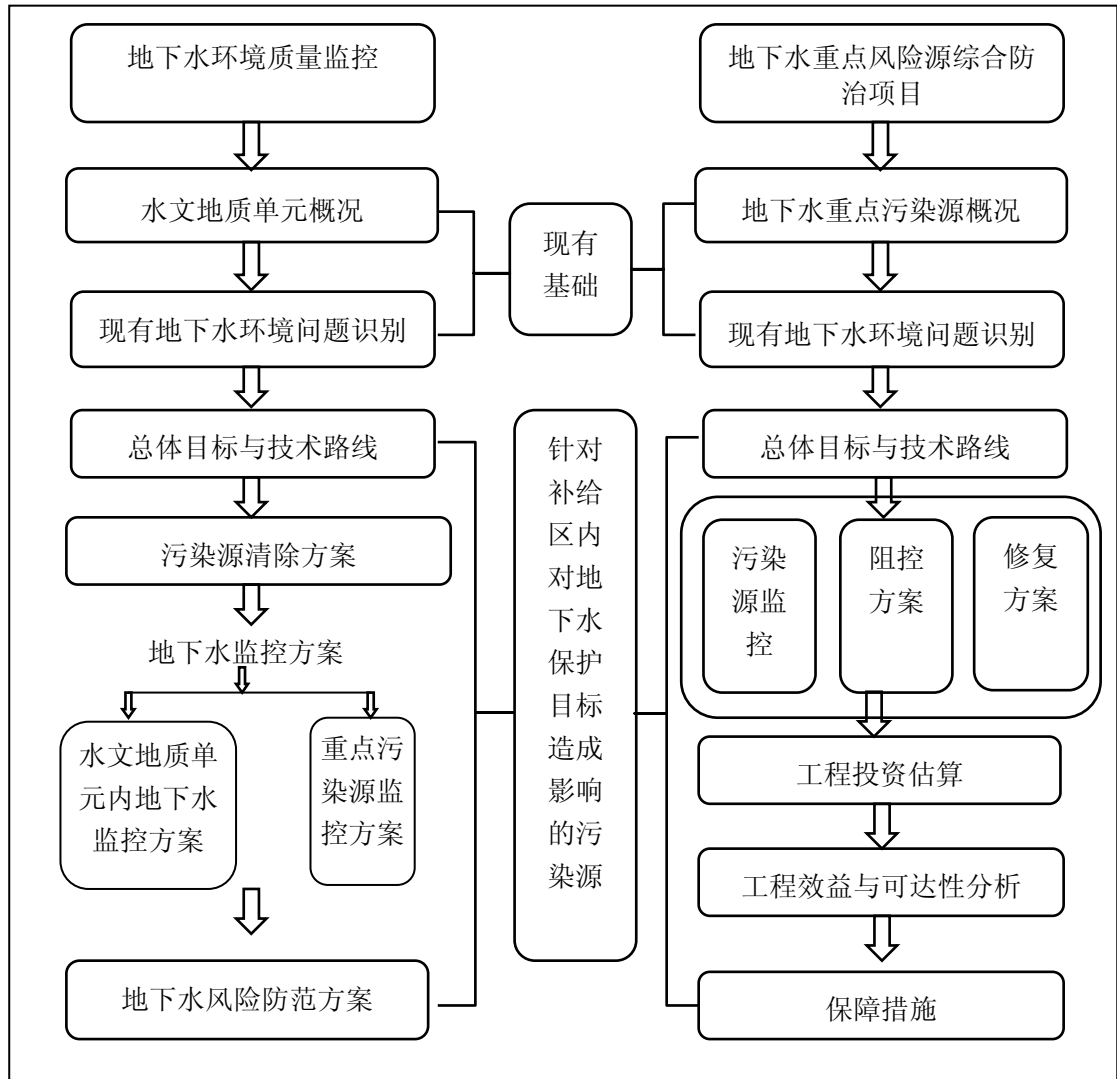 地下水环境质量监控
地下水重点风险源综合防
治项目
水文地质单元概况
现有
基础
地下水重点污染源概况
现有地下水环境问题识别
现有地下水环境问题识别
总体目标与技术路线
针对
补给
区内
对地
下水
保护
目标
造成
影响
的污
染源
总体目标与技术路线
污染源清除方案
污染
源监
控
阻控
方案
修复
方案
地下水监控方案
水文地质单
元内地下水
监控方案
重点污
染源监
控方案
工程投资估算
工程效益与可达性分析
地下水风险防范方案
保障措施